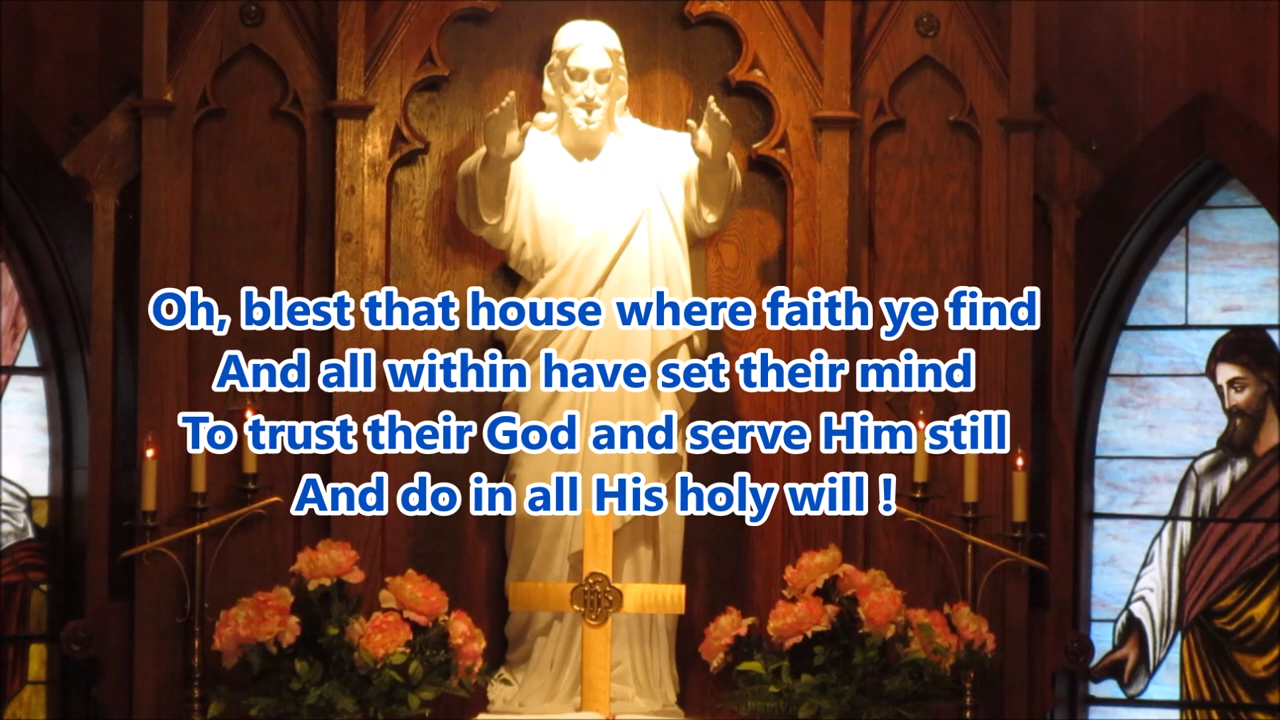 Oh, blest that house where faith ye find
And all within have set their mind
To trust their God and serve Him still
And do in all His holy will !
IHS